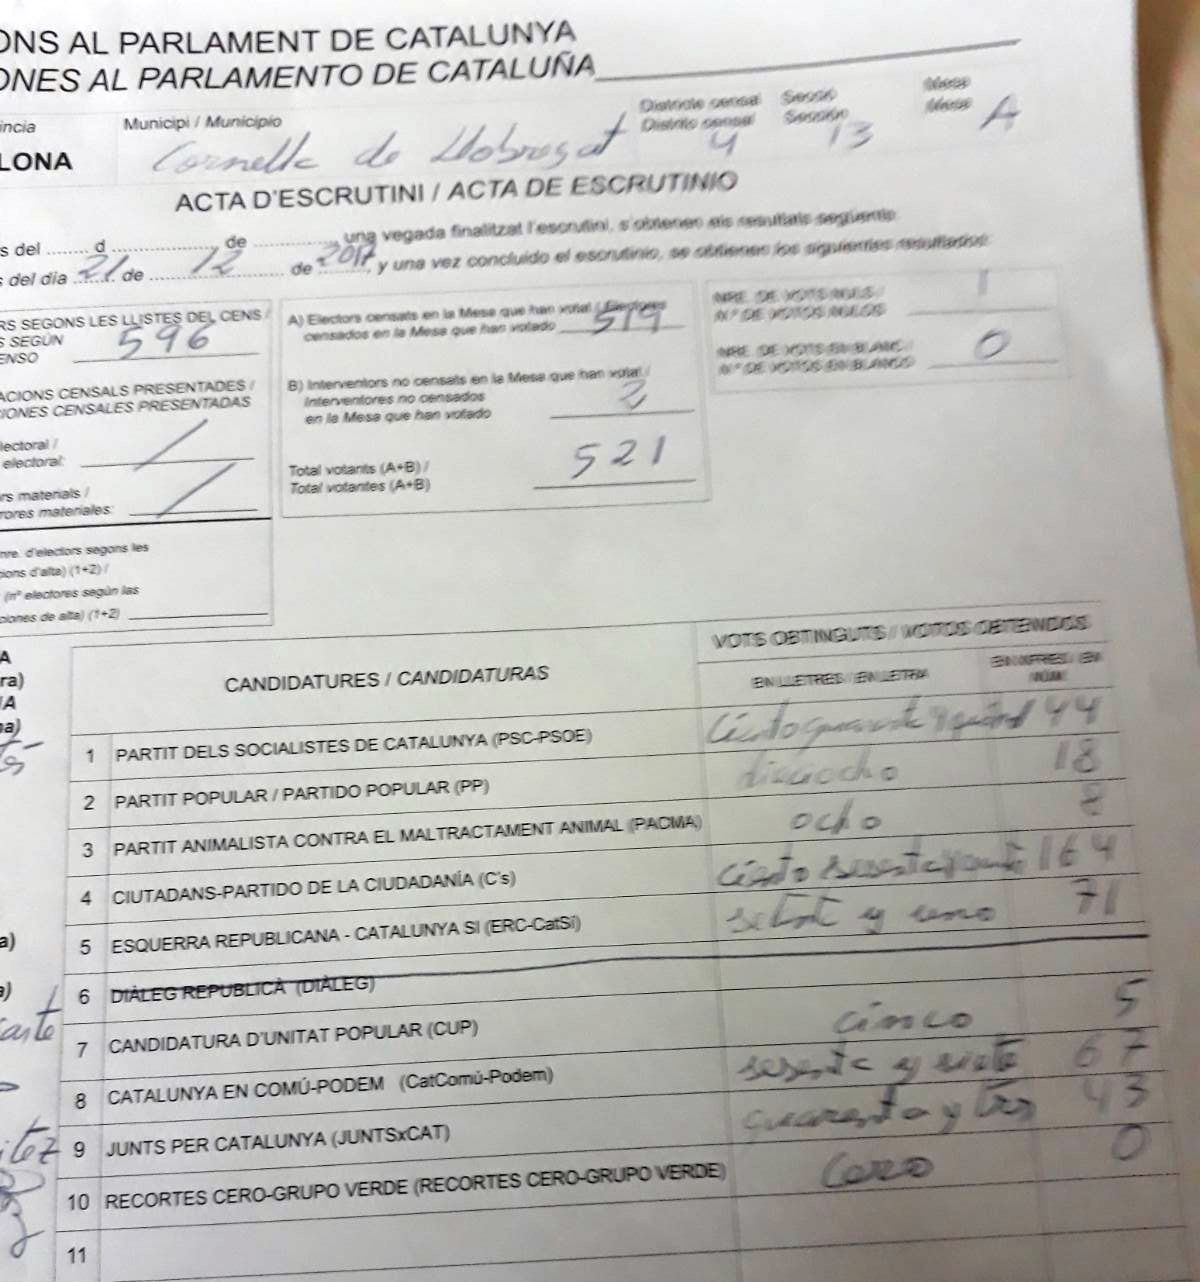 ONS AL PARLAMENT DE CATALUNYA
ONES AL PARLAMENTO DE CATALUÑA
íncia Municipi / Municipio Districte censal Secció Mesa
LONA Cornella de Llobregat Distrito censal 4 Sección 13 Mesa A
ACTA D'ESCRUTINI / ACTA DE ESCRUTINIO
s del ........ d .................... de ................ una vegada finalitzat l'escrutini, s'obtenen els resultats següents:
s del día 21 de 12 de 2017, y una vez concluido el escrutinio, se obtienen los siguientes resultados:
RS SEGONS LES LLISTES DEL CENS /
S SEGÚN
ENSO 596
A) Electors censats en la Mesa que han votat / Electores
censados en la Mesa que han votado 519
NRE. DE VOTS NULS /
N.º DE VOTOS NULOS 1
NRE. DE VOTS EN BLANC /
N.º DE VOTOS EN BLANCO 0
ACIONS CENSALS PRESENTADES /
IONES CENSALES PRESENTADAS
B) Interventors no censats en la Mesa que han votat /
Interventores no censados
en la Mesa que han votado 2
lectoral /
electoral:
Total votants (A+B) /
Total votantes (A+B) 521
rs materials /
rores materiales:
nre. d'electors segons les
cions d'alta) (1+2) /
(nº electores según las
ciones de alta) (1+2)
A
ra)
IA
na)
CANDIDATURES / CANDIDATURAS
VOTS OBTINGUTS / VOTOS OBTENIDOS
EN LLETRES / EN LETRA EN XIFRES / EN NÚM.
1 PARTIT DELS SOCIALISTES DE CATALUNYA (PSC-PSOE) Ciento cuarenta y 144
2 PARTIT POPULAR / PARTIDO POPULAR (PP) dieciocho 18
3 PARTIT ANIMALISTA CONTRA EL MALTRACTAMENT ANIMAL (PACMA) ocho 8
4 CIUTADANS-PARTIDO DE LA CIUDADANÍA (C's) ciento sesenta y cuatro 164
5 ESQUERRA REPUBLICANA - CATALUNYA SI (ERC-CatSí) setenta y uno 71
6 DIÀLEG REPUBLICÀ (DIÀLEG)
7 CANDIDATURA D'UNITAT POPULAR (CUP) cinco 5
8 CATALUNYA EN COMÚ-PODEM (CatComú-Podem) sesenta y siete 67
9 JUNTS PER CATALUNYA (JUNTSxCAT) cuarenta y tres 43
10 RECORTES CERO-GRUPO VERDE (RECORTES CERO-GRUPO VERDE) Cero 0
11